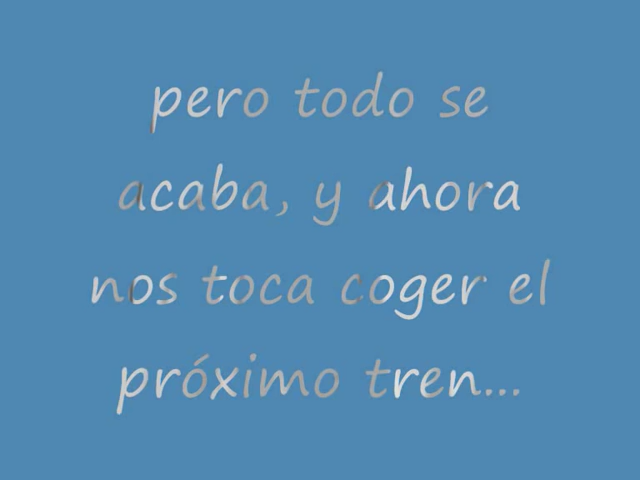 pero todo se
acaba, y ahora
nos toca coger el
próximo tren...